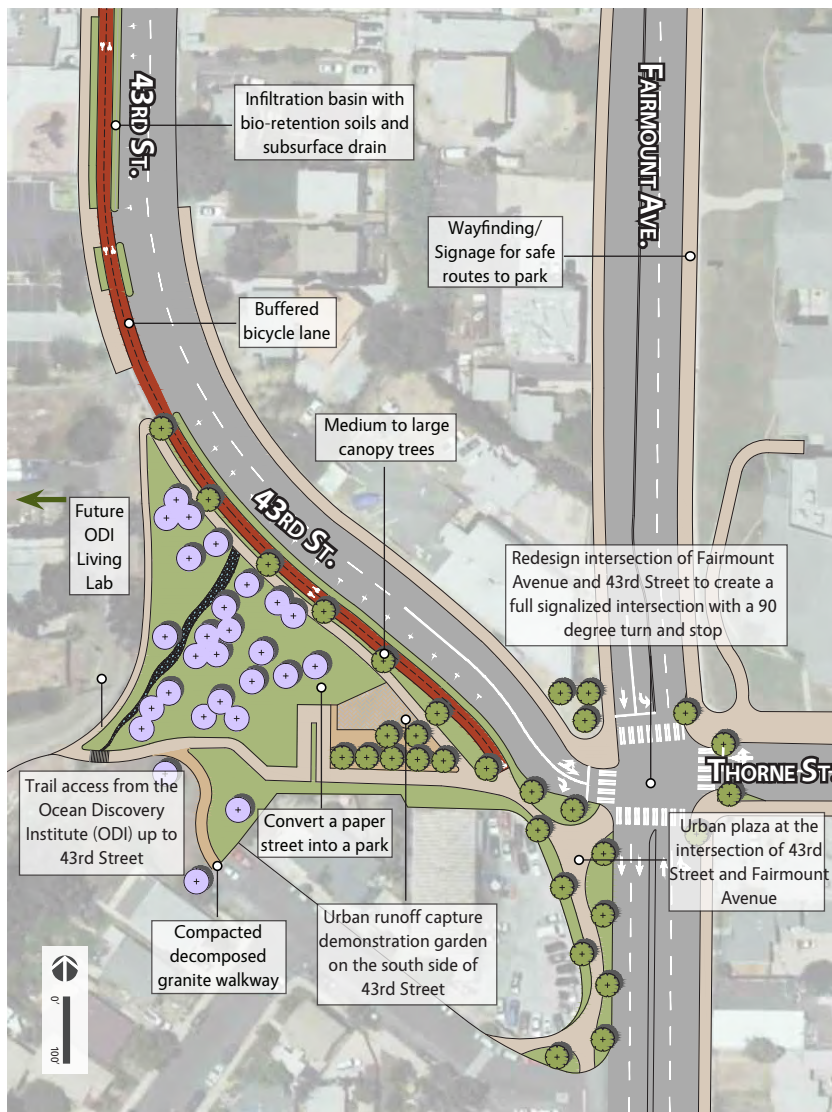 43RD ST.
FAIRMOUNT AVE.
Infiltration basin with
bio-retention soils and
subsurface drain
Wayfinding/
Signage for safe
routes to park
Buffered
bicycle lane
Medium to large
canopy trees
43RD ST.
Future
ODI
Living
Lab
Redesign intersection of Fairmount
Avenue and 43rd Street to create a
full signalized intersection with a 90
degree turn and stop
THORNE ST.
Trail access from the
Ocean Discovery
Institute (ODI) up to
43rd Street
Convert a paper
street into a park
Urban plaza at the
intersection of 43rd
Street and Fairmount
Avenue
Compacted
decomposed
granite walkway
Urban runoff capture
demonstration garden
on the south side of
43rd Street
0'
100'